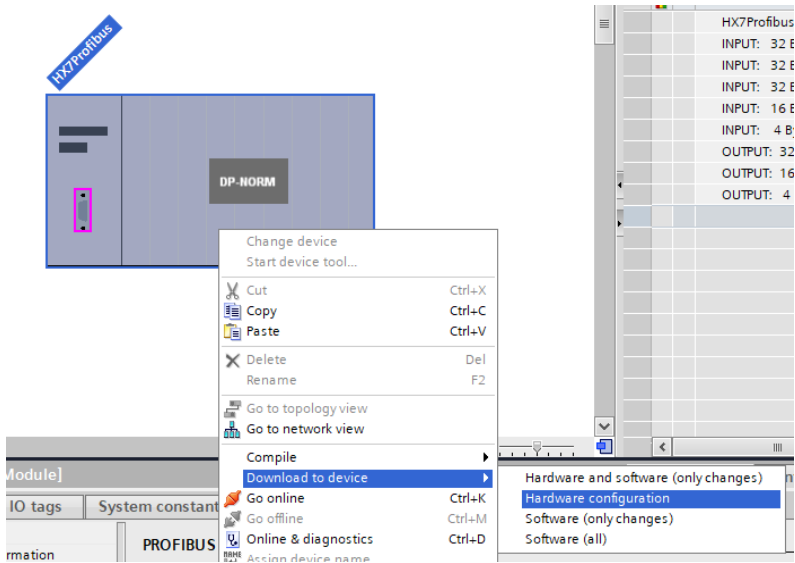 HX7Profibus
DP-NORM
HX7Profibus
INPUT: 32 B
INPUT: 32 B
INPUT: 32 B
INPUT: 16 B
INPUT: 4 By
OUTPUT: 32
OUTPUT: 16
OUTPUT: 4
Change device
Start device tool...
Cut Ctrl+X
Copy Ctrl+C
Paste Ctrl+V
Delete Del
Rename F2
Go to topology view
Go to network view
Compile
Download to device
Go online Ctrl+K
Go offline Ctrl+M
Online & diagnostics Ctrl+D
Assign device name
Hardware and software (only changes)
Hardware configuration
Software (only changes)
Software (all)
Module]
IO tags System constant
rmation PROFIBUS